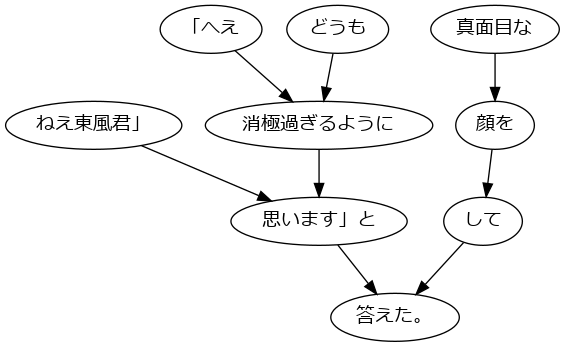 「へえ
どうも
真面目な
ねえ東風君」
消極過ぎるように
顔を
思います」と
して
答えた。